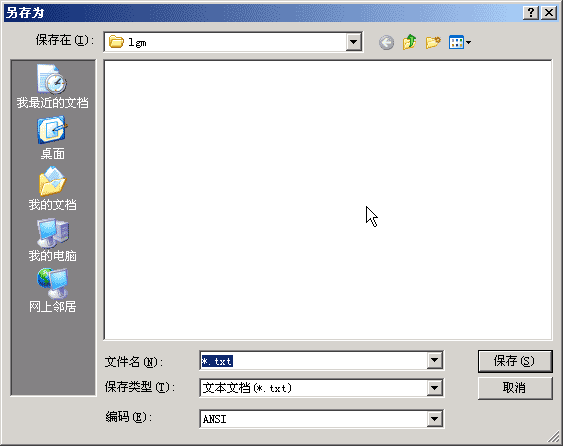 另存为
保存在(I):
lgm
我最近的文档
桌面
我的文档
我的电脑
网上邻居
文件名(N):
*.txt
保存(S)
保存类型(T):
文本文档(*.txt)
取消
编码(E):
ANSI